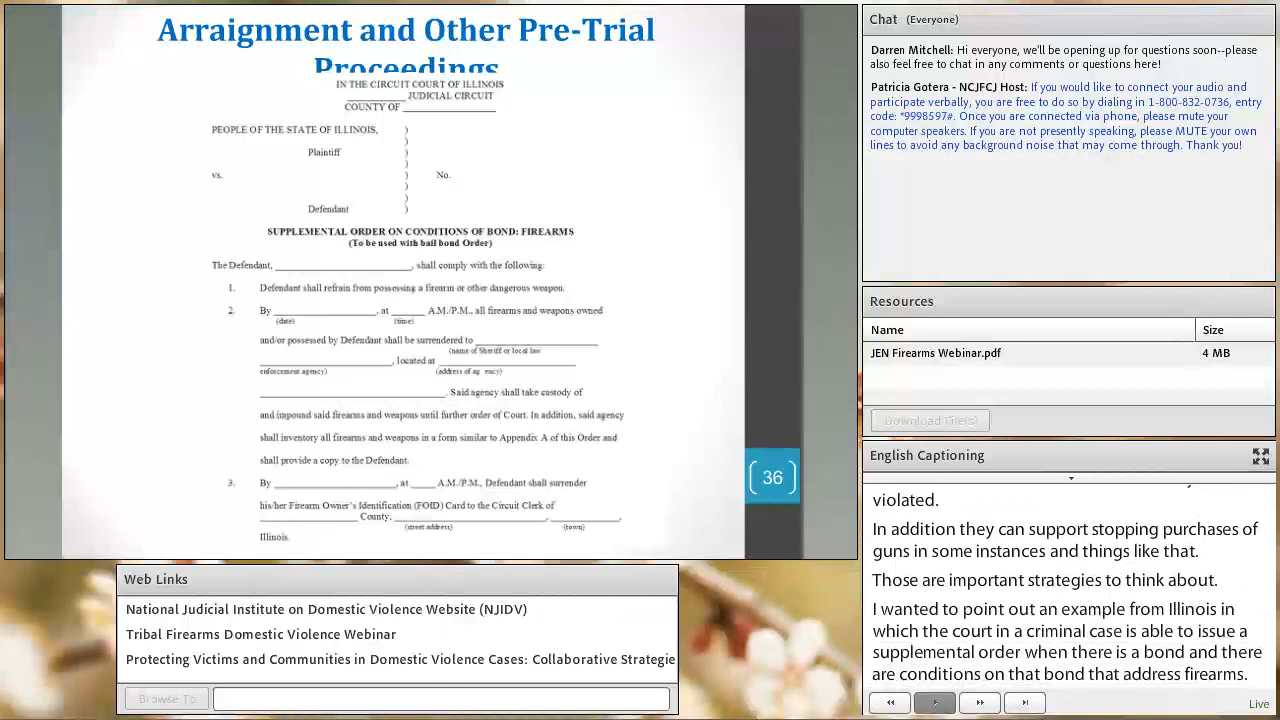 Arraignment and Other Pre-Trial
Proceedings
IN THE CIRCUIT COURT OF ILLINOIS
__________ JUDICIAL CIRCUIT
COUNTY OF ________________
PEOPLE OF THE STATE OF ILLINOIS, )
)
Plaintiff )
)
vs. ) No.
)
)
Defendant )
SUPPLEMENTAL ORDER ON CONDITIONS OF BOND: FIREARMS
(To be used with bail bond Order)
The Defendant, ________________________, shall comply with the following:
1. Defendant shall refrain from possessing a firearm or other dangerous weapon.
2. By __________________, at ______ A.M./P.M., all firearms and weapons owned
(date) (time)
and/or possessed by Defendant shall be surrendered to ______________________
(name of Sheriff or local law
________________________, located at ________________________
enforcement agency) (address of ag ency)
_________________________________. Said agency shall take custody of
and impound said firearms and weapons until further order of Court. In addition, said agency
shall inventory all firearms and weapons in a form similar to Appendix A of this Order and
shall provide a copy to the Defendant.
3. By ______________________, at _____ A.M./P.M., Defendant shall surrender
his/her Firearm Owner's Identification (FOID) Card to the Circuit Clerk of
__________________ County, ____________________________, _____________,
(street address) (town)
Illinois.
36
Chat (Everyone)
Darren Mitchell: Hi everyone, we'll be opening up for questions soon--please
also feel free to chat in any comments or questions here!
Patricia Gatera - NCJFCJ Host: If you would like to connect your audio and
participate verbally, you are free to do so by dialing in 1-800-832-0736, entry
code: *9998597#. Once you are connected via phone, please mute your
computer speakers. If you are not presently speaking, please MUTE your own
lines to avoid any background noise that may come through. Thank you!
Resources
Name Size
JEM Firearms Webinar.pdf 4 MB
Download File(s)
English Captioning
violated.
In addition they can support stopping purchases of
guns in some instances and things like that.
Those are important strategies to think about.
I wanted to point out an example from Illinois in
which the court in a criminal case is able to issue a
supplemental order when there is a bond and there
are conditions on that bond that address firearms.
Live
Web Links
National Judicial Institute on Domestic Violence Website (NJIDV)
Tribal Firearms Domestic Violence Webinar
Protecting Victims and Communities in Domestic Violence Cases: Collaborative Strategie
Browse To